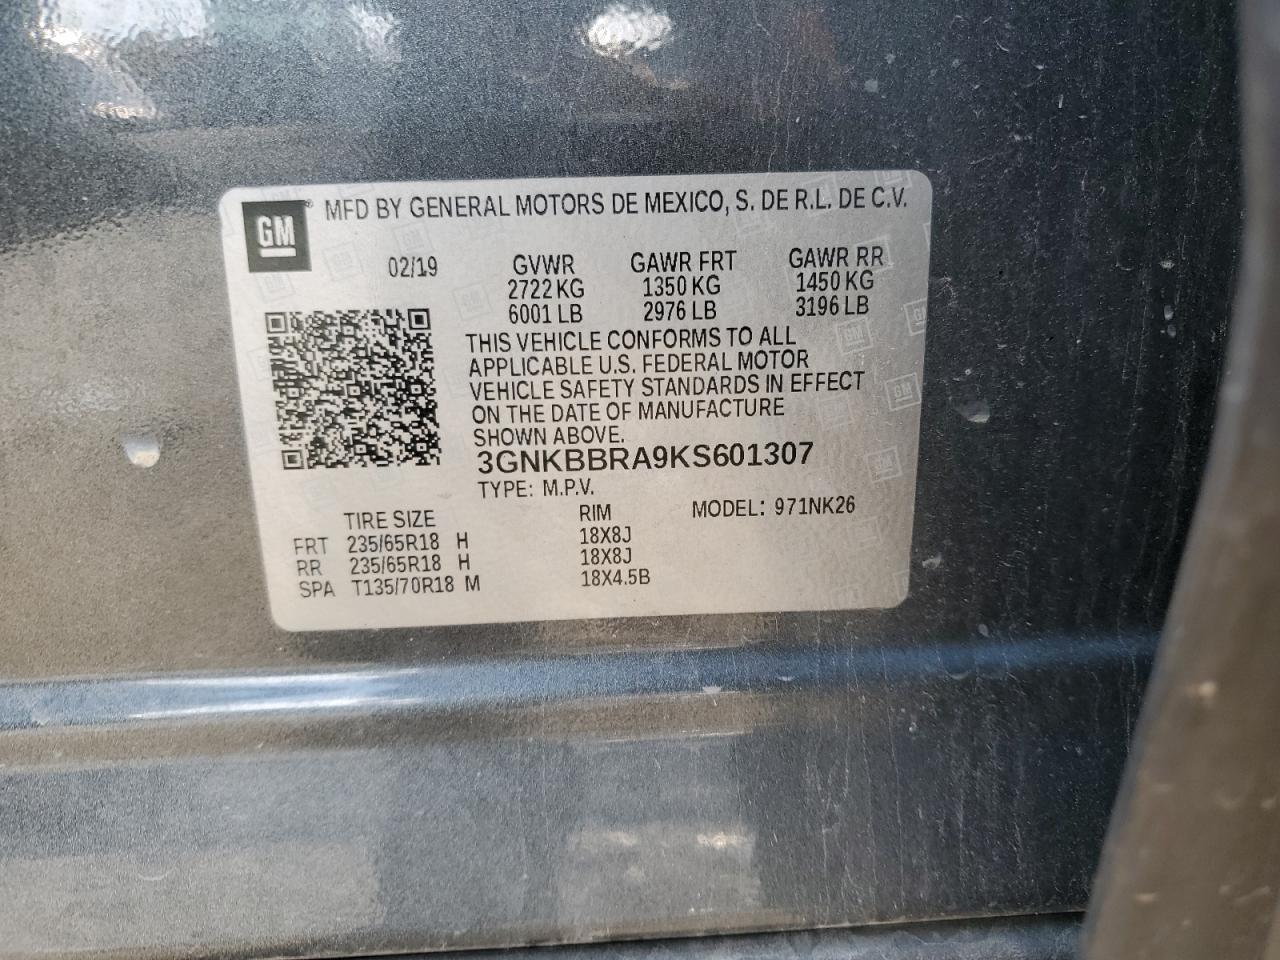 GM® MFD BY GENERAL MOTORS DE MEXICO, S. DE R.L. DE C.V.
02/19 GVWR GAWR FRT GAWR RR
2722 KG 1350 KG 1450 KG
6001 LB 2976 LB 3196 LB
THIS VEHICLE CONFORMS TO ALL
APPLICABLE U.S. FEDERAL MOTOR
VEHICLE SAFETY STANDARDS IN EFFECT
ON THE DATE OF MANUFACTURE
SHOWN ABOVE.
3GNKBBRA9KS601307
TYPE: M.P.V.
TIRE SIZE RIM MODEL: 971NK26
FRT 235/65R18 H 18X8J
RR 235/65R18 H 18X8J
SPA T135/70R18 M 18X4.5B